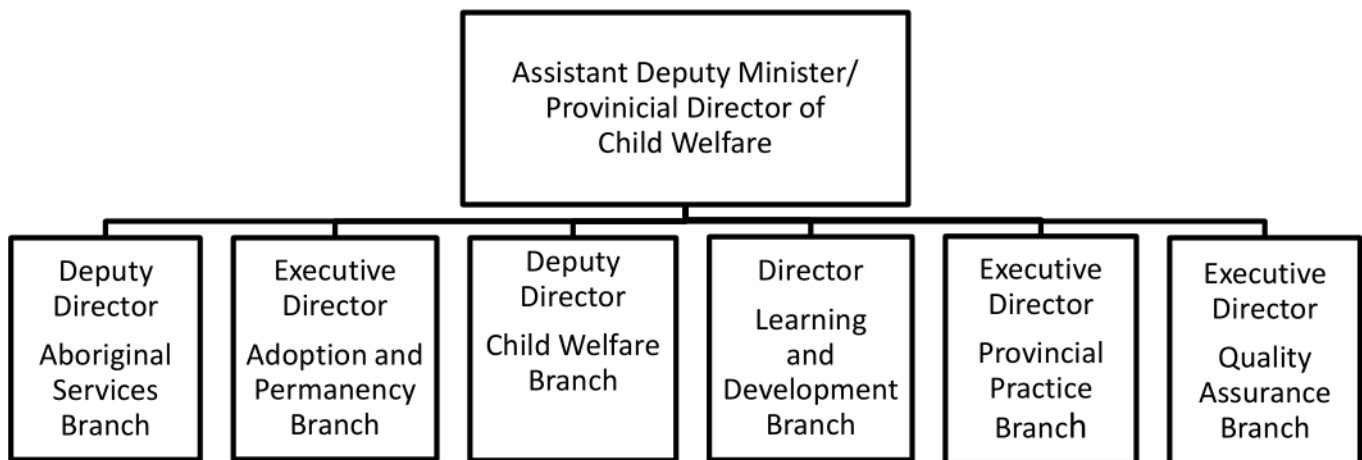 Assistant Deputy Minister/
Provinicial Director of
Child Welfare
Deputy
Director
Aboriginal
Services
Branch
Executive
Director
Adoption and
Permanency
Branch
Deputy
Director
Child Welfare
Branch
Director
Learning
and
Development
Branch
Executive
Director
Provincial
Practice
Branch
Executive
Director
Quality
Assurance
Branch